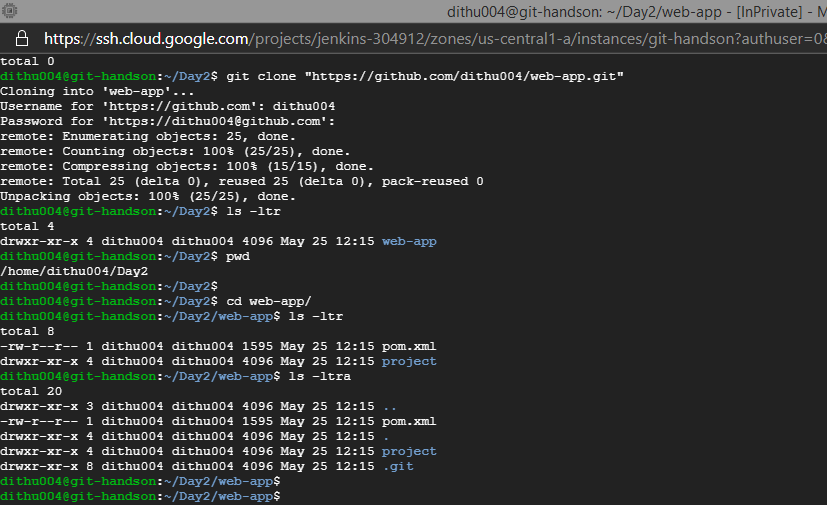 dithu004@git-handson: ~/Day2/web-app - [InPrivate] - M
https://ssh.cloud.google.com/projects/jenkins-304912/zones/us-central1-a/instances/git-handson?authuser=0&
total 0
dithu004@git-handson:~/Day2$ git clone "https://github.com/dithu004/web-app.git"
Cloning into 'web-app'...
Username for 'https://github.com': dithu004
Password for 'https://dithu004@github.com':
remote: Enumerating objects: 25, done.
remote: Counting objects: 100% (25/25), done.
remote: Compressing objects: 100% (15/15), done.
remote: Total 25 (delta 0), reused 25 (delta 0), pack-reused 0
Unpacking objects: 100% (25/25), done.
dithu004@git-handson:~/Day2$ ls -ltr
total 4
drwxr-xr-x 4 dithu004 dithu004 4096 May 25 12:15 web-app
dithu004@git-handson:~/Day2$ pwd
/home/dithu004/Day2
dithu004@git-handson:~/Day2$
dithu004@git-handson:~/Day2$ cd web-app/
dithu004@git-handson:~/Day2/web-app$ ls -ltr
total 8
-rw-r--r-- 1 dithu004 dithu004 1595 May 25 12:15 pom.xml
drwxr-xr-x 4 dithu004 dithu004 4096 May 25 12:15 project
dithu004@git-handson:~/Day2/web-app$ ls -ltra
total 20
drwxr-xr-x 3 dithu004 dithu004 4096 May 25 12:15 ..
-rw-r--r-- 1 dithu004 dithu004 1595 May 25 12:15 pom.xml
drwxr-xr-x 4 dithu004 dithu004 4096 May 25 12:15 .
drwxr-xr-x 4 dithu004 dithu004 4096 May 25 12:15 project
drwxr-xr-x 8 dithu004 dithu004 4096 May 25 12:15 .git
dithu004@git-handson:~/Day2/web-app$
dithu004@git-handson:~/Day2/web-app$